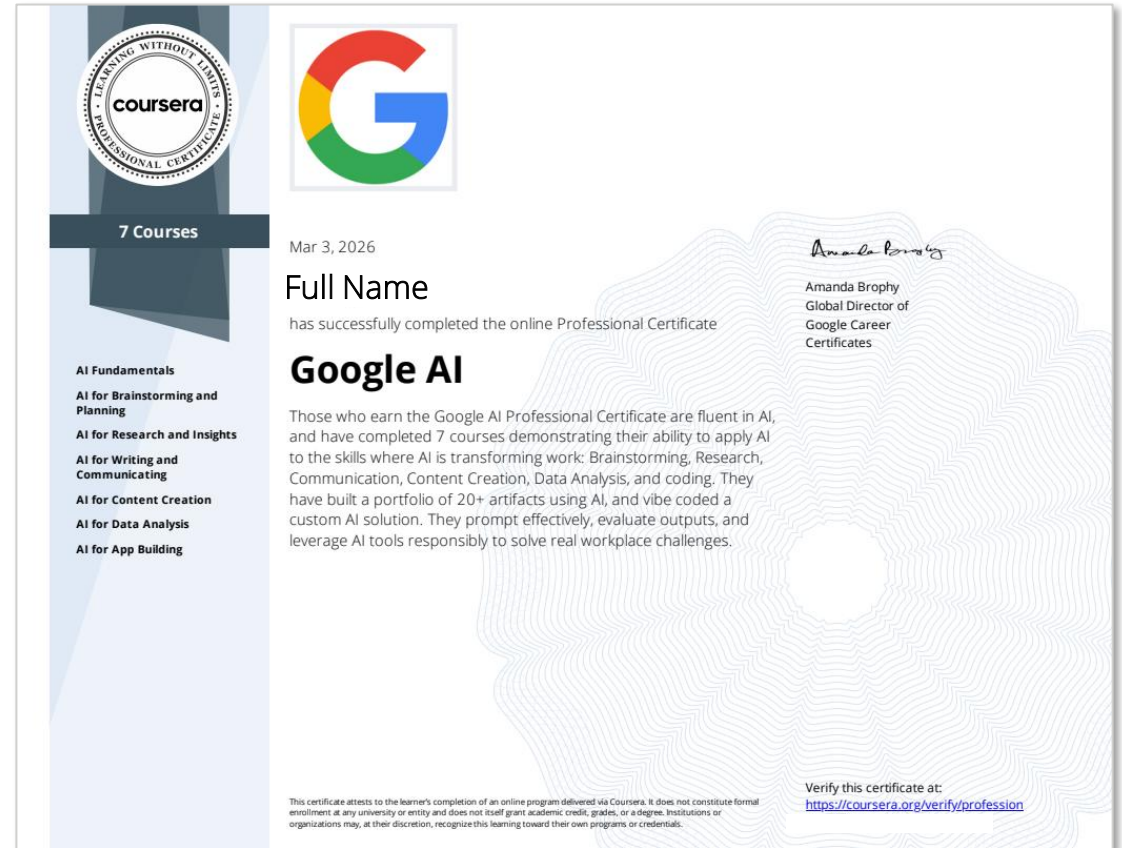 LEARNING WITHOUT LIMITS
coursera
PROFESSIONAL CERTIFICATE
7 Courses
AI Fundamentals
AI for Brainstorming and
Planning
AI for Research and Insights
AI for Writing and
Communicating
AI for Content Creation
AI for Data Analysis
AI for App Building
G
Mar 3, 2026
Full Name
has successfully completed the online Professional Certificate
Google AI
Those who earn the Google AI Professional Certificate are fluent in AI,
and have completed 7 courses demonstrating their ability to apply AI
to the skills where AI is transforming work: Brainstorming, Research,
Communication, Content Creation, Data Analysis, and coding. They
have built a portfolio of 20+ artifacts using AI, and vibe coded a
custom AI solution. They prompt effectively, evaluate outputs, and
leverage AI tools responsibly to solve real workplace challenges.
Amanda Brophy
Amanda Brophy
Global Director of
Google Career
Certificates
This certificate attests to the learner's completion of an online program delivered via Coursera. It does not constitute formal
enrollment at any university or entity and does not itself grant academic credit, grades, or a degree. Institutions or
organizations may, at their discretion, recognize this learning toward their own programs or credentials.
Verify this certificate at:
https://coursera.org/verify/profession